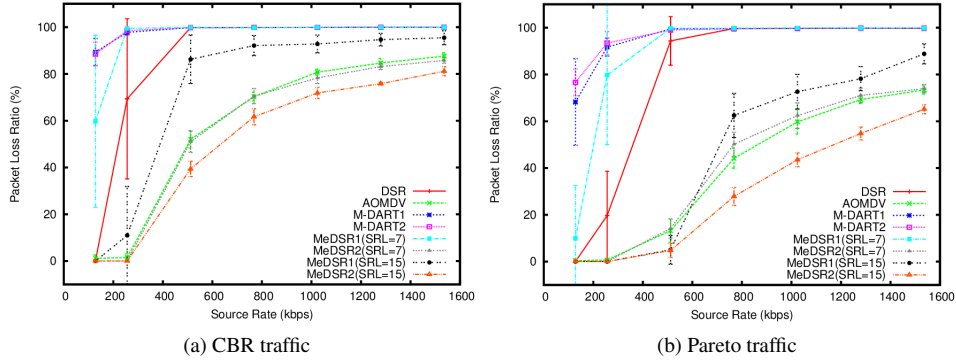 Packet Loss Ratio (%)
100
80
60
40
20
0
DSR
AOMDV
M-DART1
M-DART2
MeDSR1(SRL=7)
MeDSR2(SRL=7)
MeDSR1(SRL=15)
MeDSR2(SRL=15)
0 200 400 600 800 1000 1200 1400 1600
Source Rate (kbps)
(a) CBR traffic
Packet Loss Ratio (%)
100
80
60
40
20
0
DSR
AOMDV
M-DART1
M-DART2
MeDSR1(SRL=7)
MeDSR2(SRL=7)
MeDSR1(SRL=15)
MeDSR2(SRL=15)
0 200 400 600 800 1000 1200 1400 1600
Source Rate (kbps)
(b) Pareto traffic